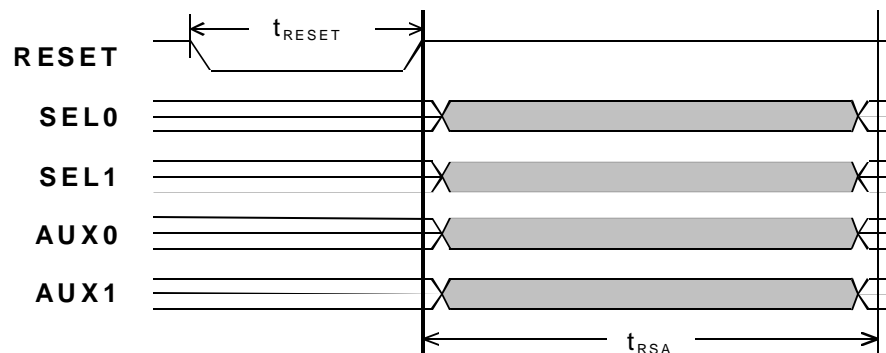 tRESET
RESET
SEL0
SEL1
AUX0
AUX1
tRSA